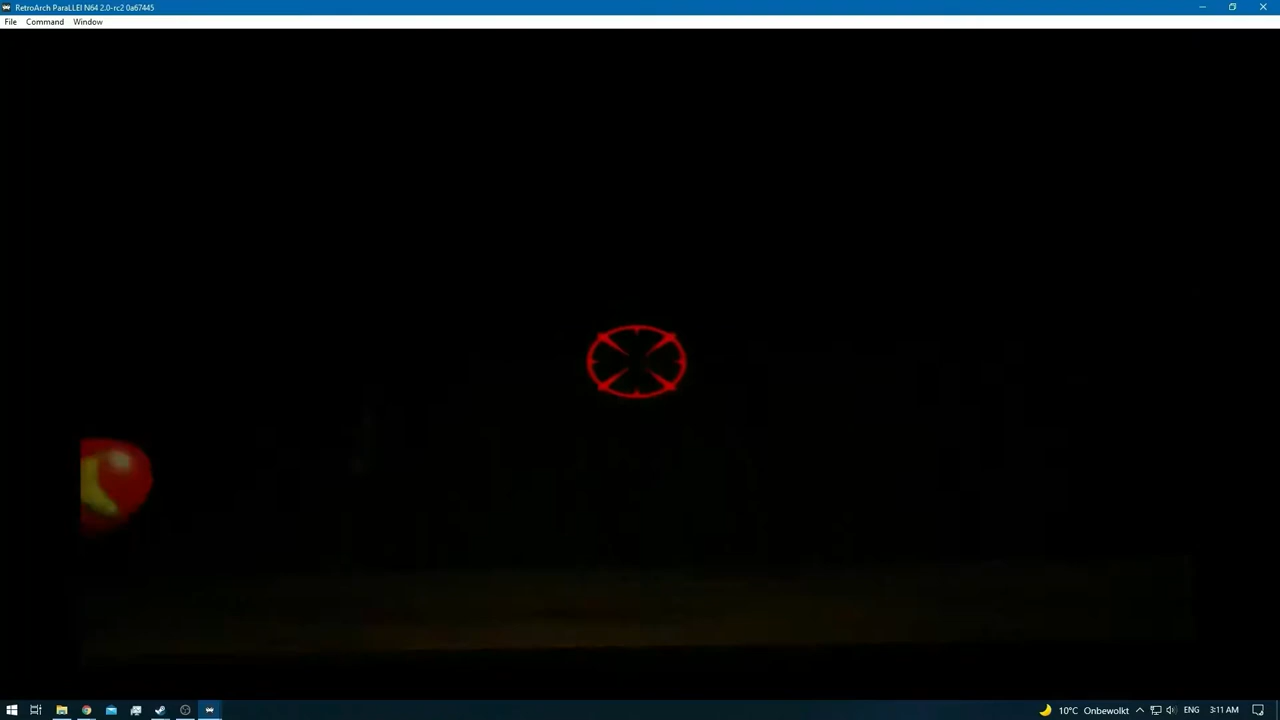 RetroArch ParaLLEl N64 2.0-rc2 0a67445
File Command Window
10°C Onbewolkt ENG 3:11 AM